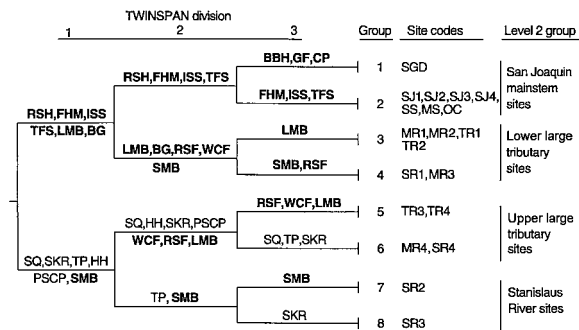 TWINSPAN division
1 2 3 Group Site codes Level 2 group
BBH,GF,CP
1 SGD
RSH,FHM,ISS,TFS
San Joaquin
mainstem
sites
FHM,ISS,TFS
2 SJ1,SJ2,SJ3,SJ4,
SS,MS,OC
RSH,FHM,ISS
TFS,LMB,BG
LMB
3 MR1,MR2,TR1
TR2
LMB,BG,RSF,WCF
SMB
Lower large
tributary
sites
SMB,RSF
4 SR1,MR3
RSF,WCF,LMB
5 TR3,TR4
SQ,HH,SKR,PSCP
WCF,RSF,LMB
Upper large
tributary
sites
SQ,TP,SKR
6 MR4,SR4
SQ,SKR,TP,HH
PSCP,SMB
SMB
7 SR2
TP,SMB
Stanislaus
River sites
SKR
8 SR3